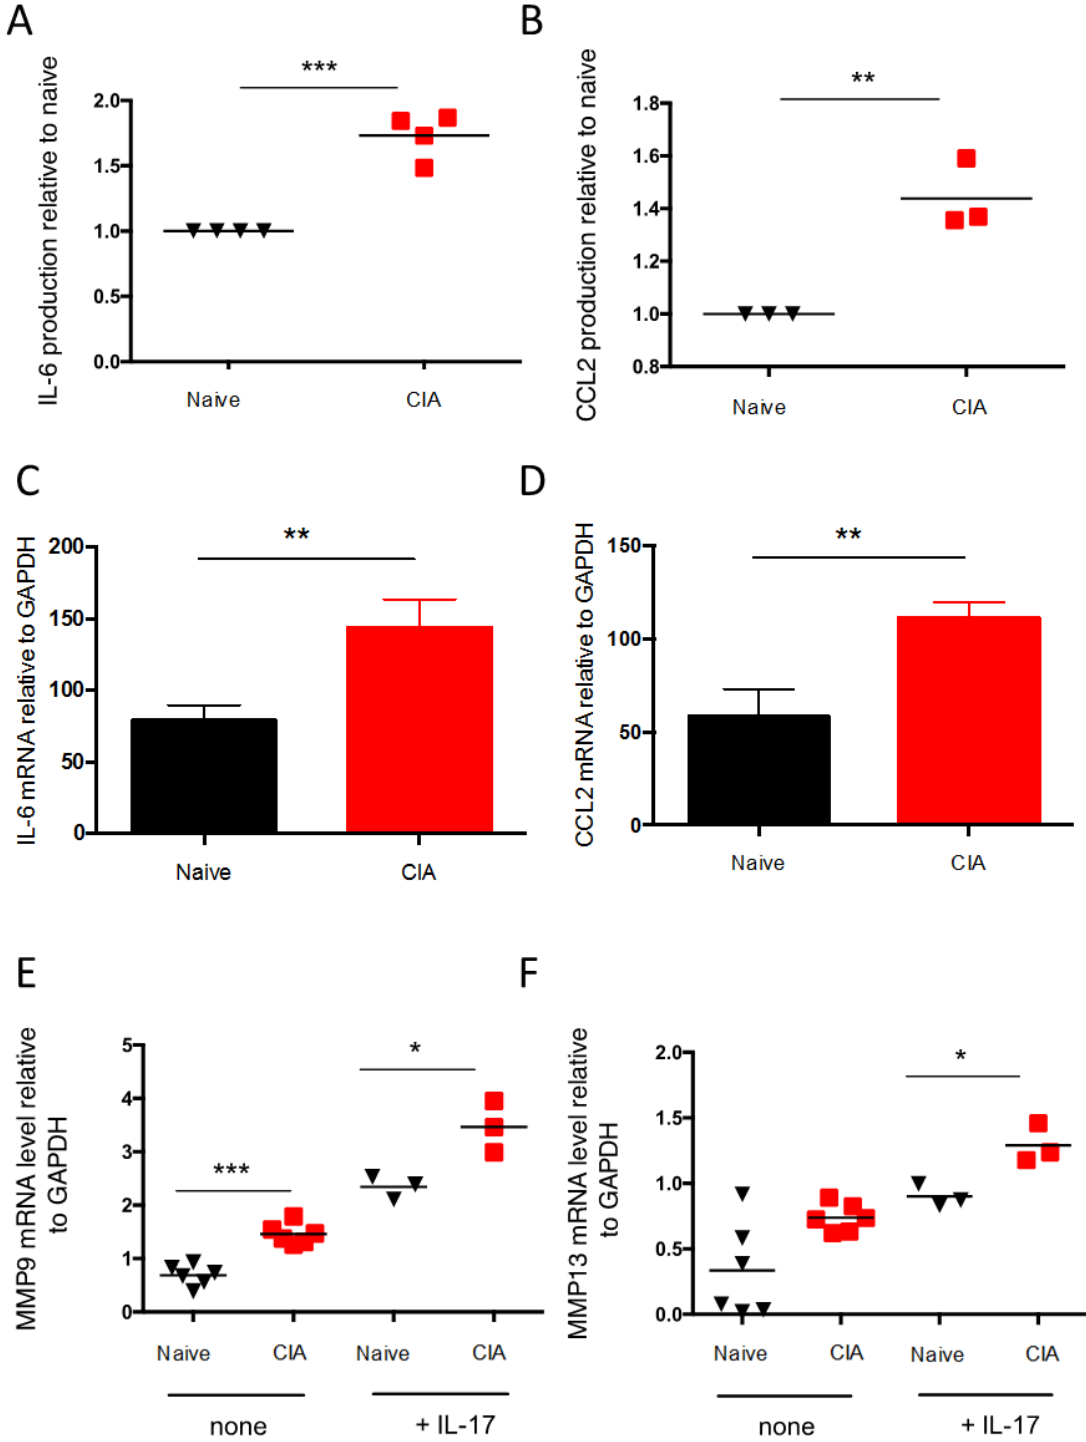 A
IL-6 production relative to naive
***
2.0
1.5
1.0
0.5
0.0
Naive
CIA
B
CCL2 production relative to naive
**
1.8
1.6
1.4
1.2
1.0
0.8
Naive
CIA
C
IL-6 mRNA relative to GAPDH
**
200
150
100
50
0
Naive
CIA
D
CCL2 mRNA relative to GAPDH
**
150
100
50
0
Naive
CIA
E
MMP9 mRNA level relative
to GAPDH
5
4
3
2
1
0
***
*
Naive
CIA
Naive
CIA
none
+ IL-17
F
MMP13 mRNA level relative
to GAPDH
2.0
1.5
1.0
0.5
0.0
*
Naive
CIA
Naive
CIA
none
+ IL-17